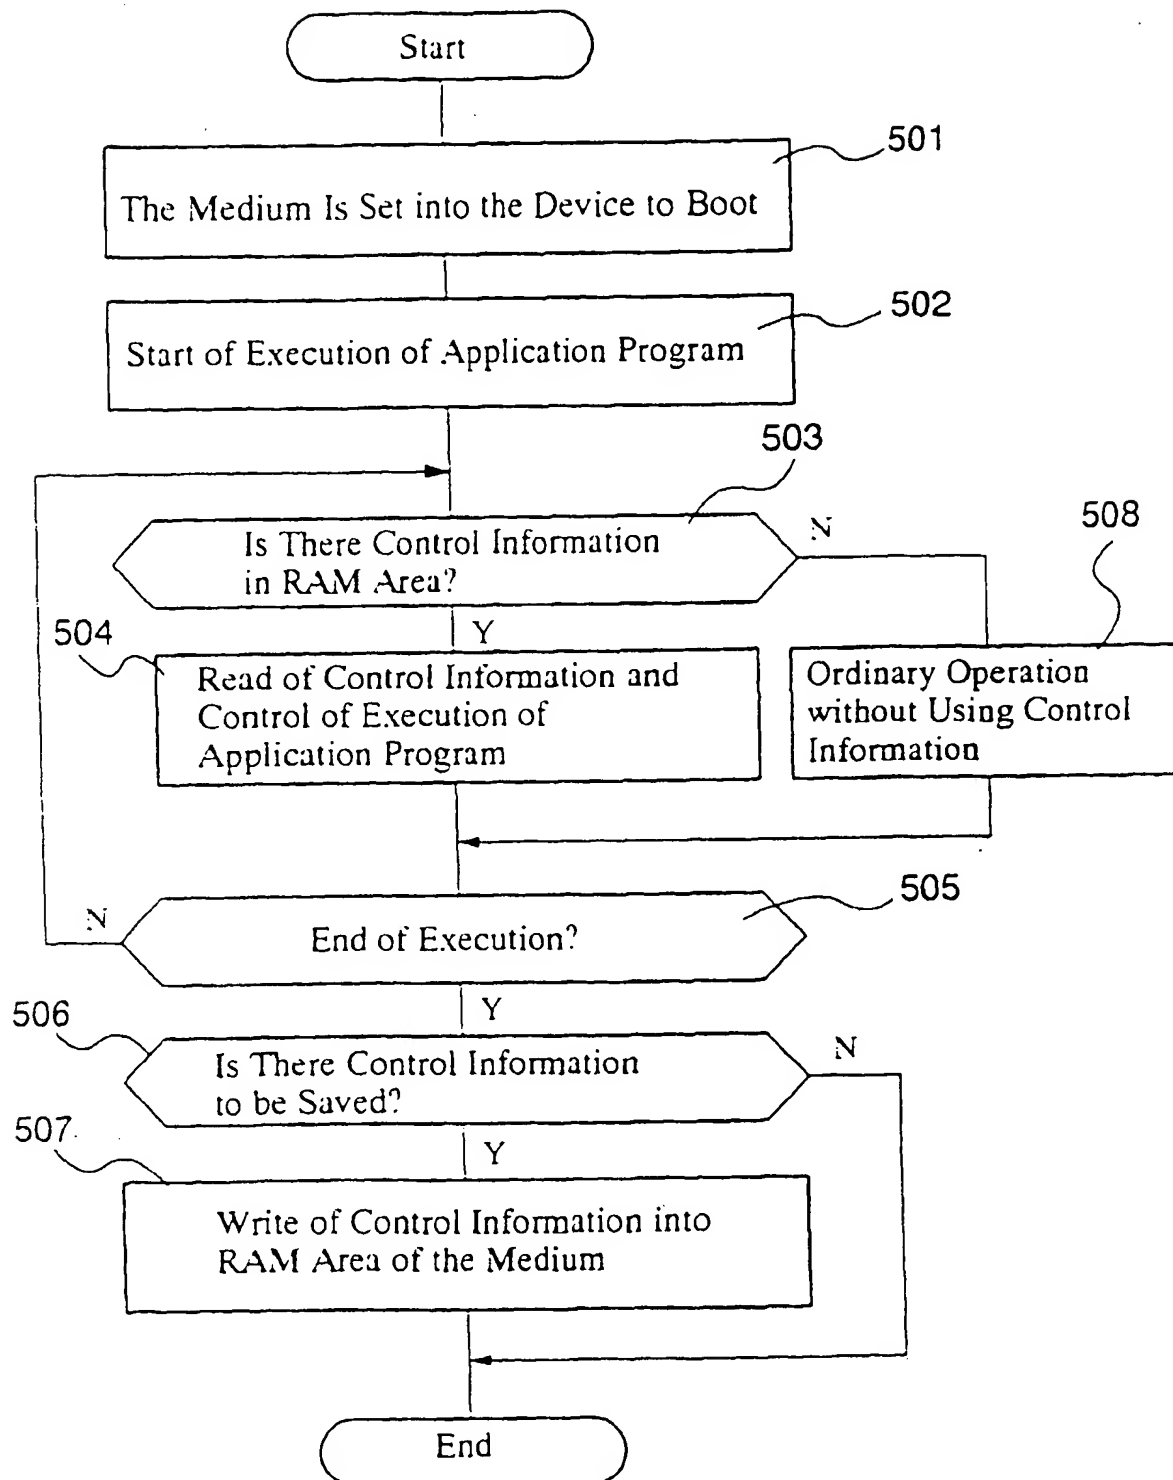 Start
501
The Medium Is Set into the Device to Boot
502
Start of Execution of Application Program
503
Is There Control Information
in RAM Area?
N
508
504
Y
Read of Control Information and
Control of Execution of
Application Program
Ordinary Operation
without Using Control
Information
505
N
End of Execution?
Y
506
Is There Control Information
to be Saved?
N
507
Y
Write of Control Information into
RAM Area of the Medium
End